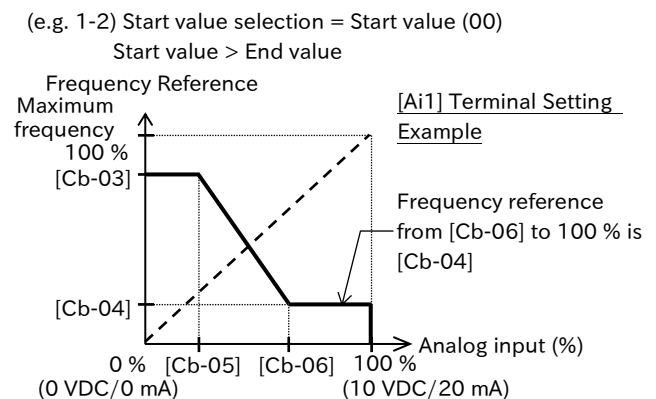 (e.g. 1-2) Start value selection = Start value (00)
Start value > End value
Frequency Reference
Maximum
frequency
100 %
[Cb-03]
[Cb-04]
[Ai1] Terminal Setting
Example
Frequency reference
from [Cb-06] to 100 % is
[Cb-04]
Analog input (%)
0 % [Cb-05] [Cb-06] 100 %
(0 VDC/0 mA) (10 VDC/20 mA)